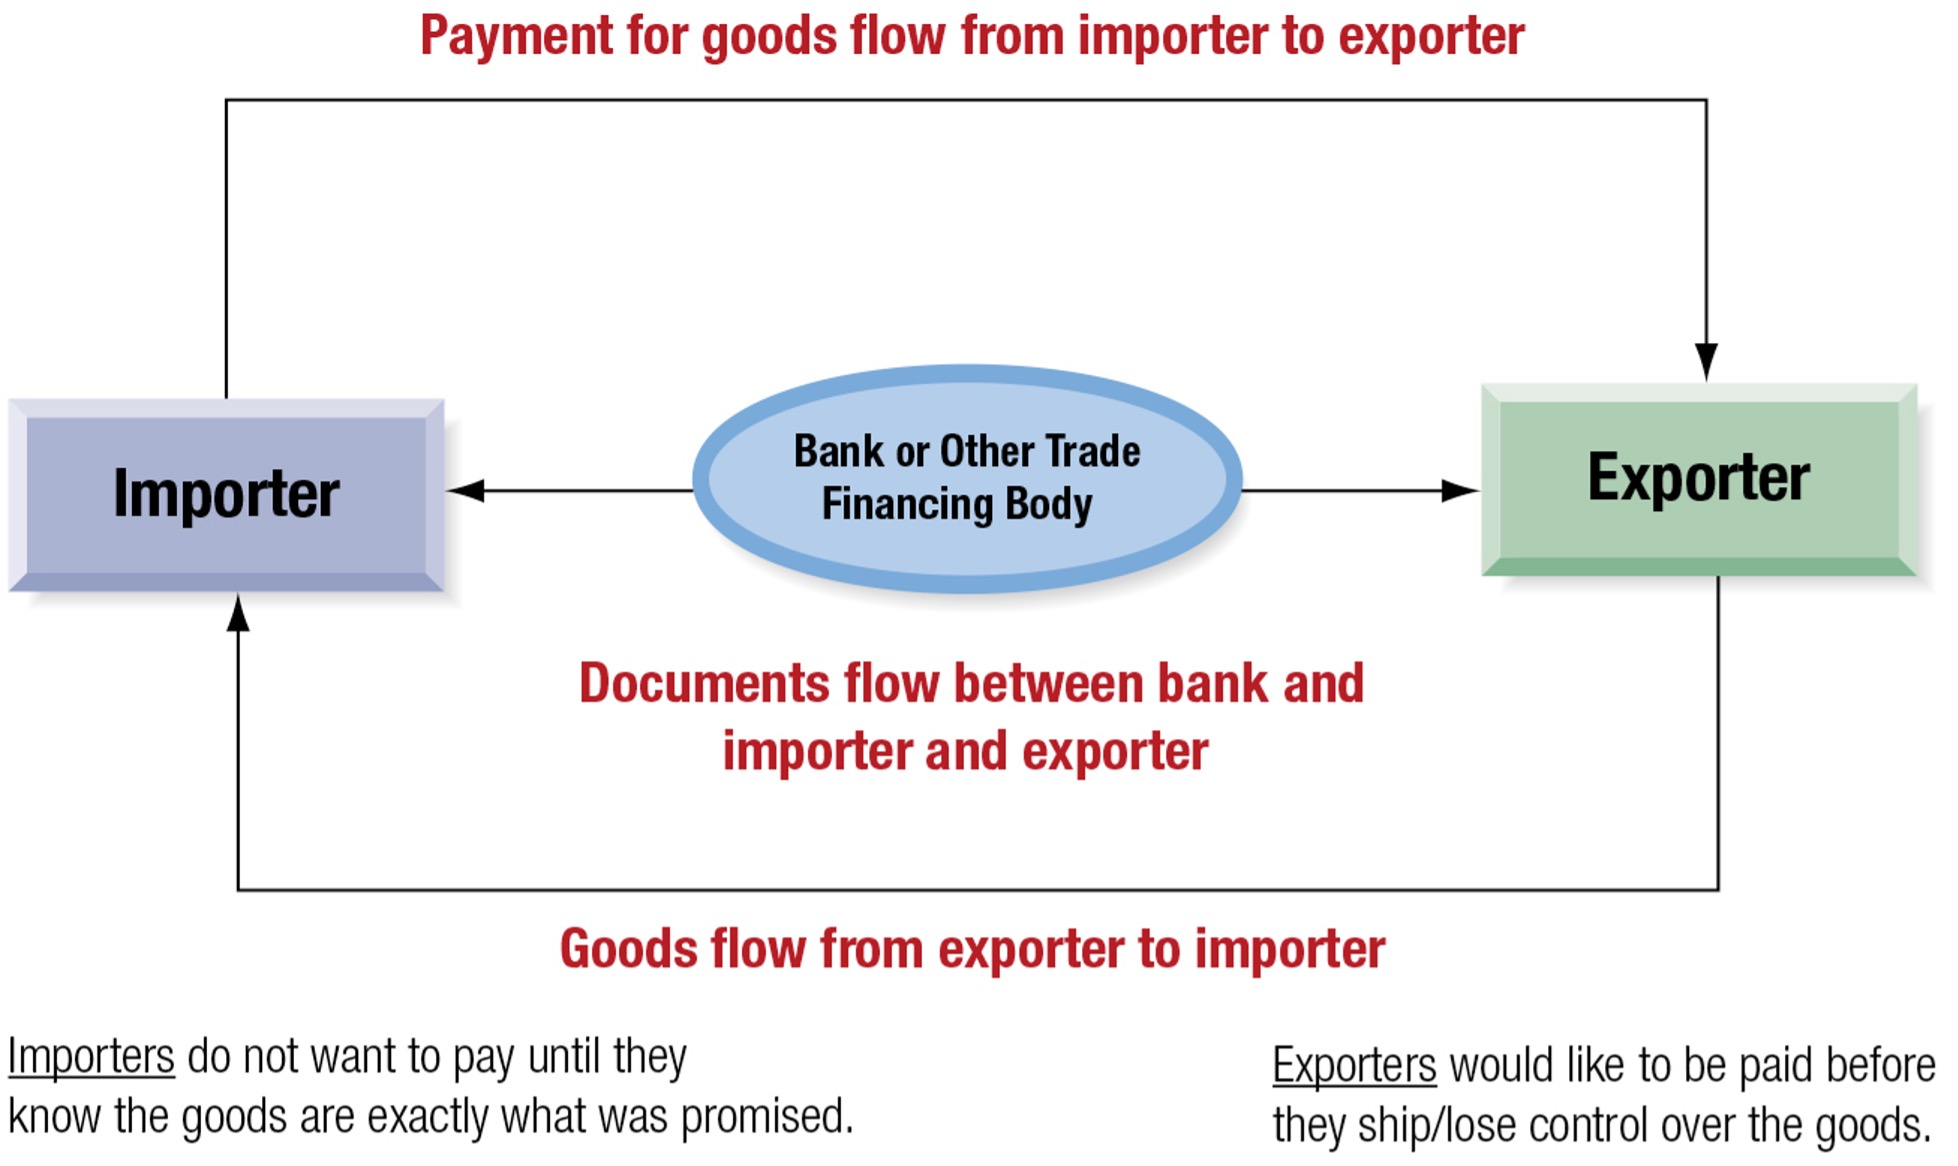 Payment for goods flow from importer to exporter
Importer
Bank or Other Trade
Financing Body
Exporter
Documents flow between bank and
importer and exporter
Goods flow from exporter to importer
Importers do not want to pay until they
know the goods are exactly what was promised.
Exporters would like to be paid before
they ship/lose control over the goods.